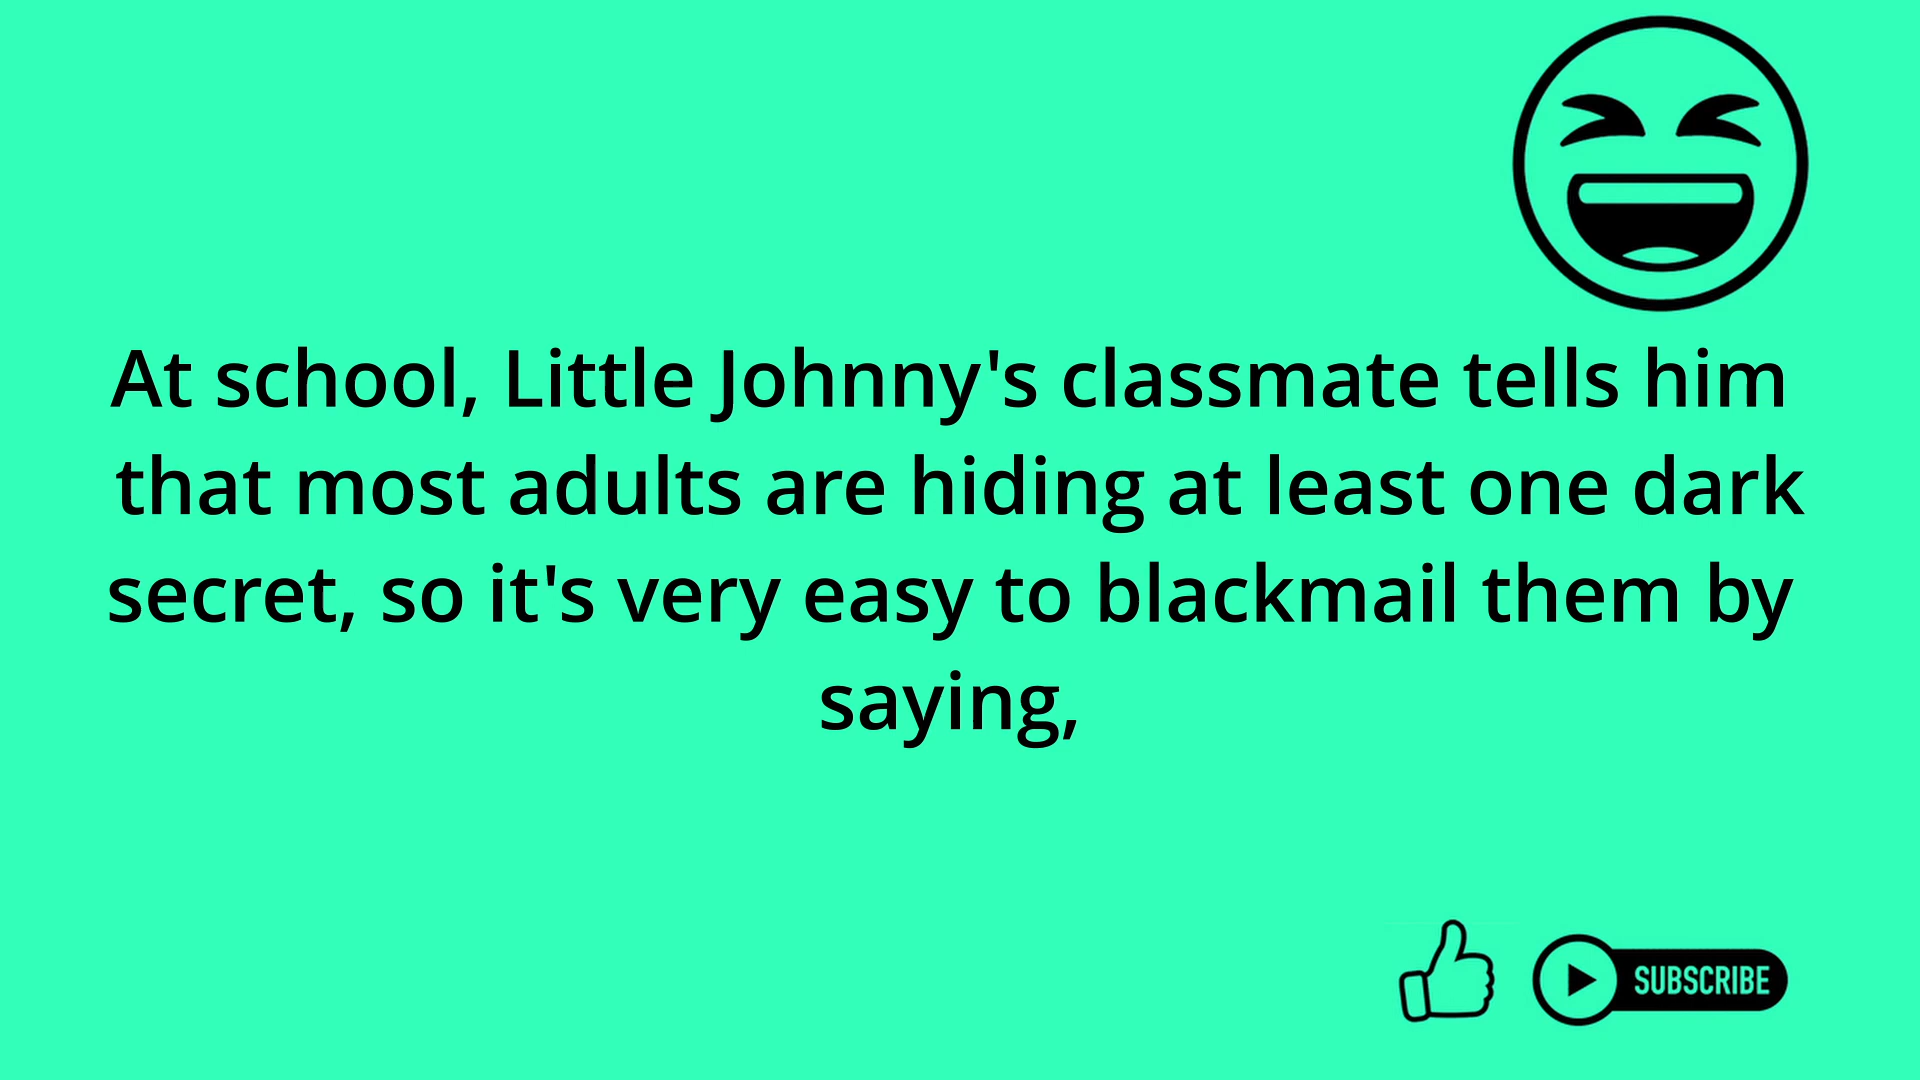 At school, Little Johnny's classmate tells him
that most adults are hiding at least one dark
secret, so it's very easy to blackmail them by
saying,
SUBSCRIBE